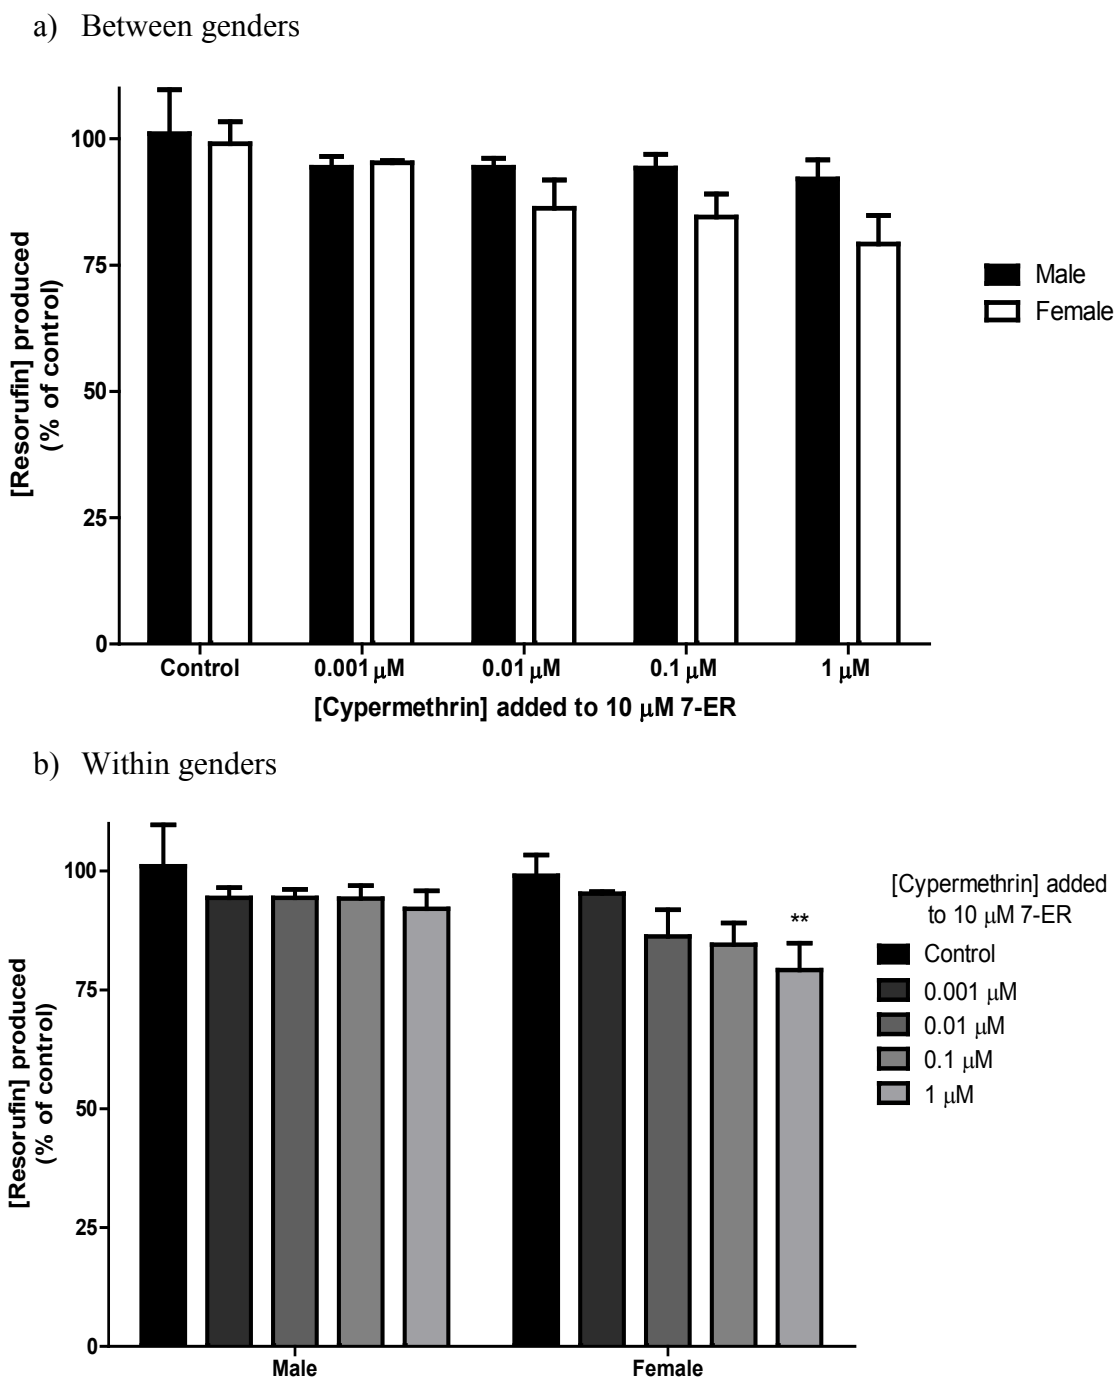 a) Between genders
100
75
50
25
0
[Resorufin] produced
(% of control)
Control 0.001 μM 0.01 μM 0.1 μM 1 μM
[Cypermethrin] added to 10 μM 7-ER
Male
Female
b) Within genders
100
75
50
25
0
[Resorufin] produced
(% of control)
**
Male Female
[Cypermethrin] added
to 10 μM 7-ER
Control
0.001 μM
0.01 μM
0.1 μM
1 μM